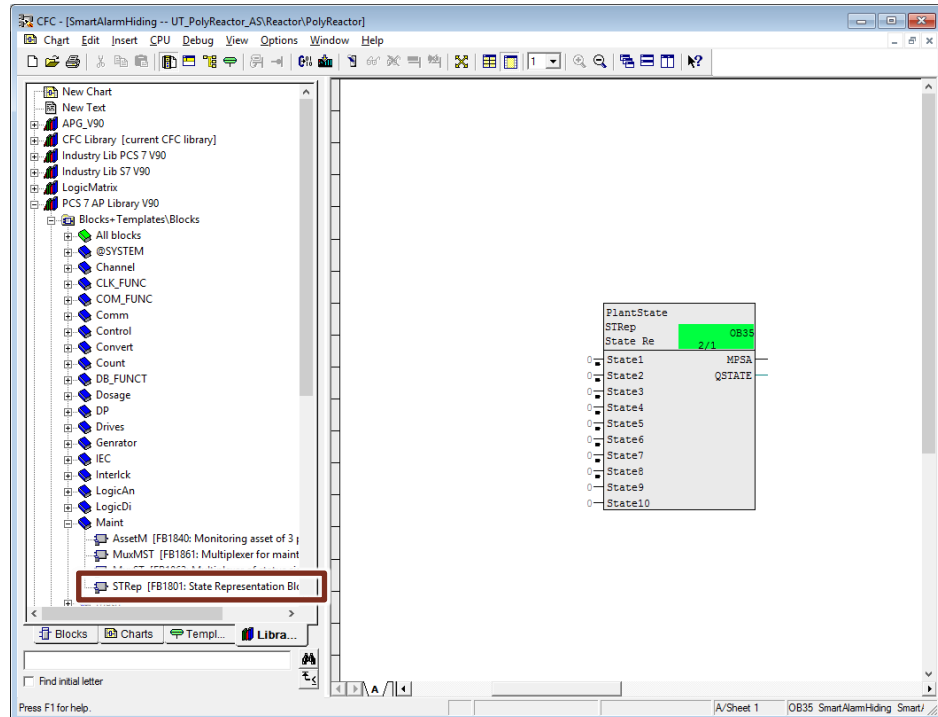 CFC - [SmartAlarmHiding -- UT_PolyReactor_AS\Reactor\PolyReactor]
Chart Edit Insert CPU Debug View Options Window Help
1
New Chart
New Text
APG_V90
CFC Library [current CFC library]
Industry Lib PCS 7 V90
Industry Lib S7 V90
LogicMatrix
PCS 7 AP Library V90
Blocks+Templates\Blocks
All blocks
@SYSTEM
Channel
CLK_FUNC
COM_FUNC
Comm
Control
Convert
Count
DB_FUNCT
Dosage
DP
Drives
Genrator
IEC
Interlck
LogicAn
LogicDi
Maint
AssetM [FB1840: Monitoring asset of 3 p
MuxMST [FB1861: Multiplexer for maint
STRep [FB1801: State Representation Blo
Blocks Charts Templ... Libra...
Find initial letter
Press F1 for help.
PlantState
STRep OB35
State Re 2/1
0 State1 MPSA
0 State2 QSTATE
0 State3
0 State4
0 State5
0 State6
0 State7
0 State8
0 State9
0 State10
A
A/Sheet 1 OB35 SmartAlarmHiding Smart/